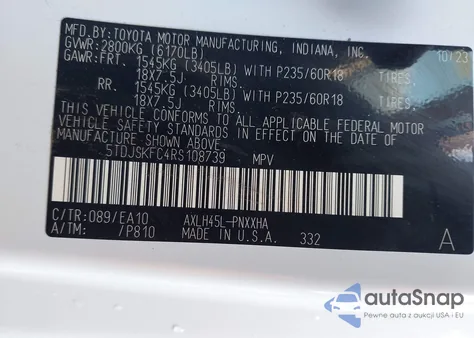 MFD. BY: TOYOTA MOTOR MANUFACTURING, INDIANA, INC. 10/23
GVWR: 2800KG (6170LB)
GAWR: FRT. 1545KG (3405LB) WITH P235/60R18 TIRES,
18X7.5J RIMS,
RR. 1545KG (3405LB) WITH P235/60R18 TIRES,
18X7.5J RIMS,
THIS VEHICLE CONFORMS TO ALL APPLICABLE FEDERAL MOTOR
VEHICLE SAFETY STANDARDS IN EFFECT ON THE DATE OF
MANUFACTURE SHOWN ABOVE.
5TDJSKFC4RS108739 MPV
C/TR: 089/EA10 AXLH45L-PNXXHA
A/TM: /P810 MADE IN U.S.A. 332 A
autoSnap
Pewne auta z aukcji USA i EU